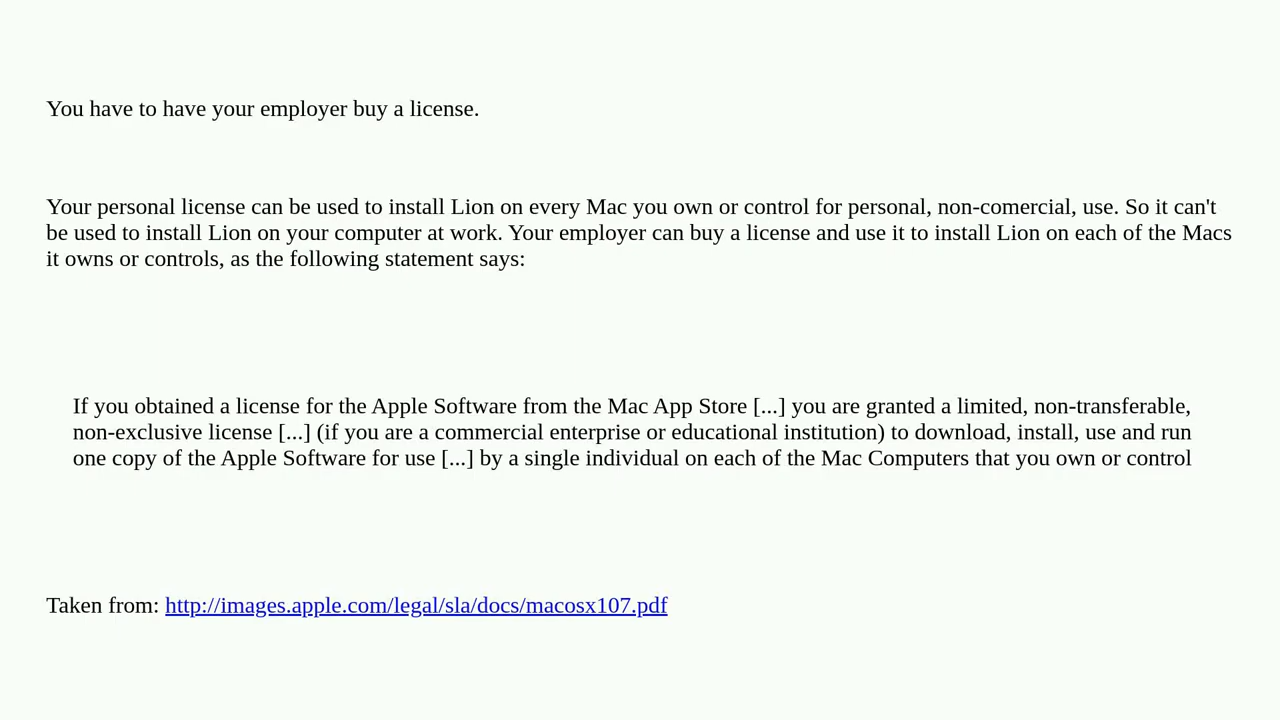 You have to have your employer buy a license.
Your personal license can be used to install Lion on every Mac you own or control for personal, non-comercial, use. So it can't
be used to install Lion on your computer at work. Your employer can buy a license and use it to install Lion on each of the Macs
it owns or controls, as the following statement says:
If you obtained a license for the Apple Software from the Mac App Store [...] you are granted a limited, non-transferable,
non-exclusive license [...] (if you are a commercial enterprise or educational institution) to download, install, use and run
one copy of the Apple Software for use [...] by a single individual on each of the Mac Computers that you own or control
Taken from: http://images.apple.com/legal/sla/docs/macosx107.pdf